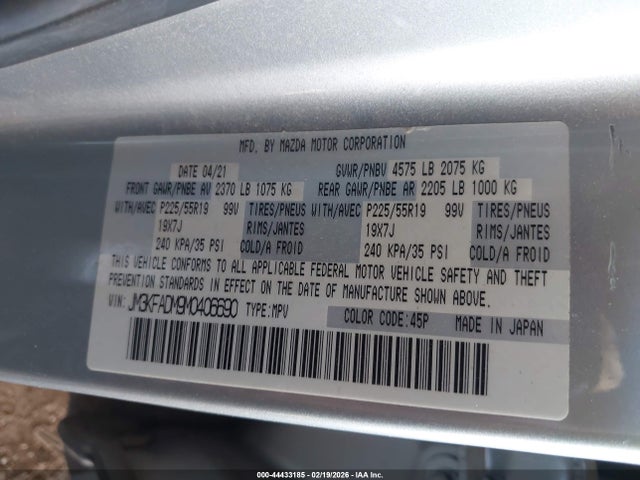 MFD. BY MAZDA MOTOR CORPORATION
DATE 04/21 GVWR/PNBV 4575 LB 2075 KG
FRONT GAWR/PNBE AV 2370 LB 1075 KG REAR GAWR/PNBE AR 2205 LB 1000 KG
WITH/AVEC P225/55R19 99V TIRES/PNEUS WITH/AVEC P225/55R19 99V TIRES/PNEUS
19X7J RIMS/JANTES 19X7J RIMS/JANTES
240 KPA/35 PSI COLD/A FROID 240 KPA/35 PSI COLD/A FROID
THIS VEHICLE CONFORMS TO ALL APPLICABLE FEDERAL MOTOR VEHICLE SAFETY AND THEFT
PREVENTION STANDARDS IN EFFECT ON THE DATE OF MANUFACTURE SHOWN ABOVE.
VIN: JM3KFADM9M0406690 TYPE:MPV
COLOR CODE:45P MADE IN JAPAN
000-44433185 - 02/19/2026 - IAA Inc.